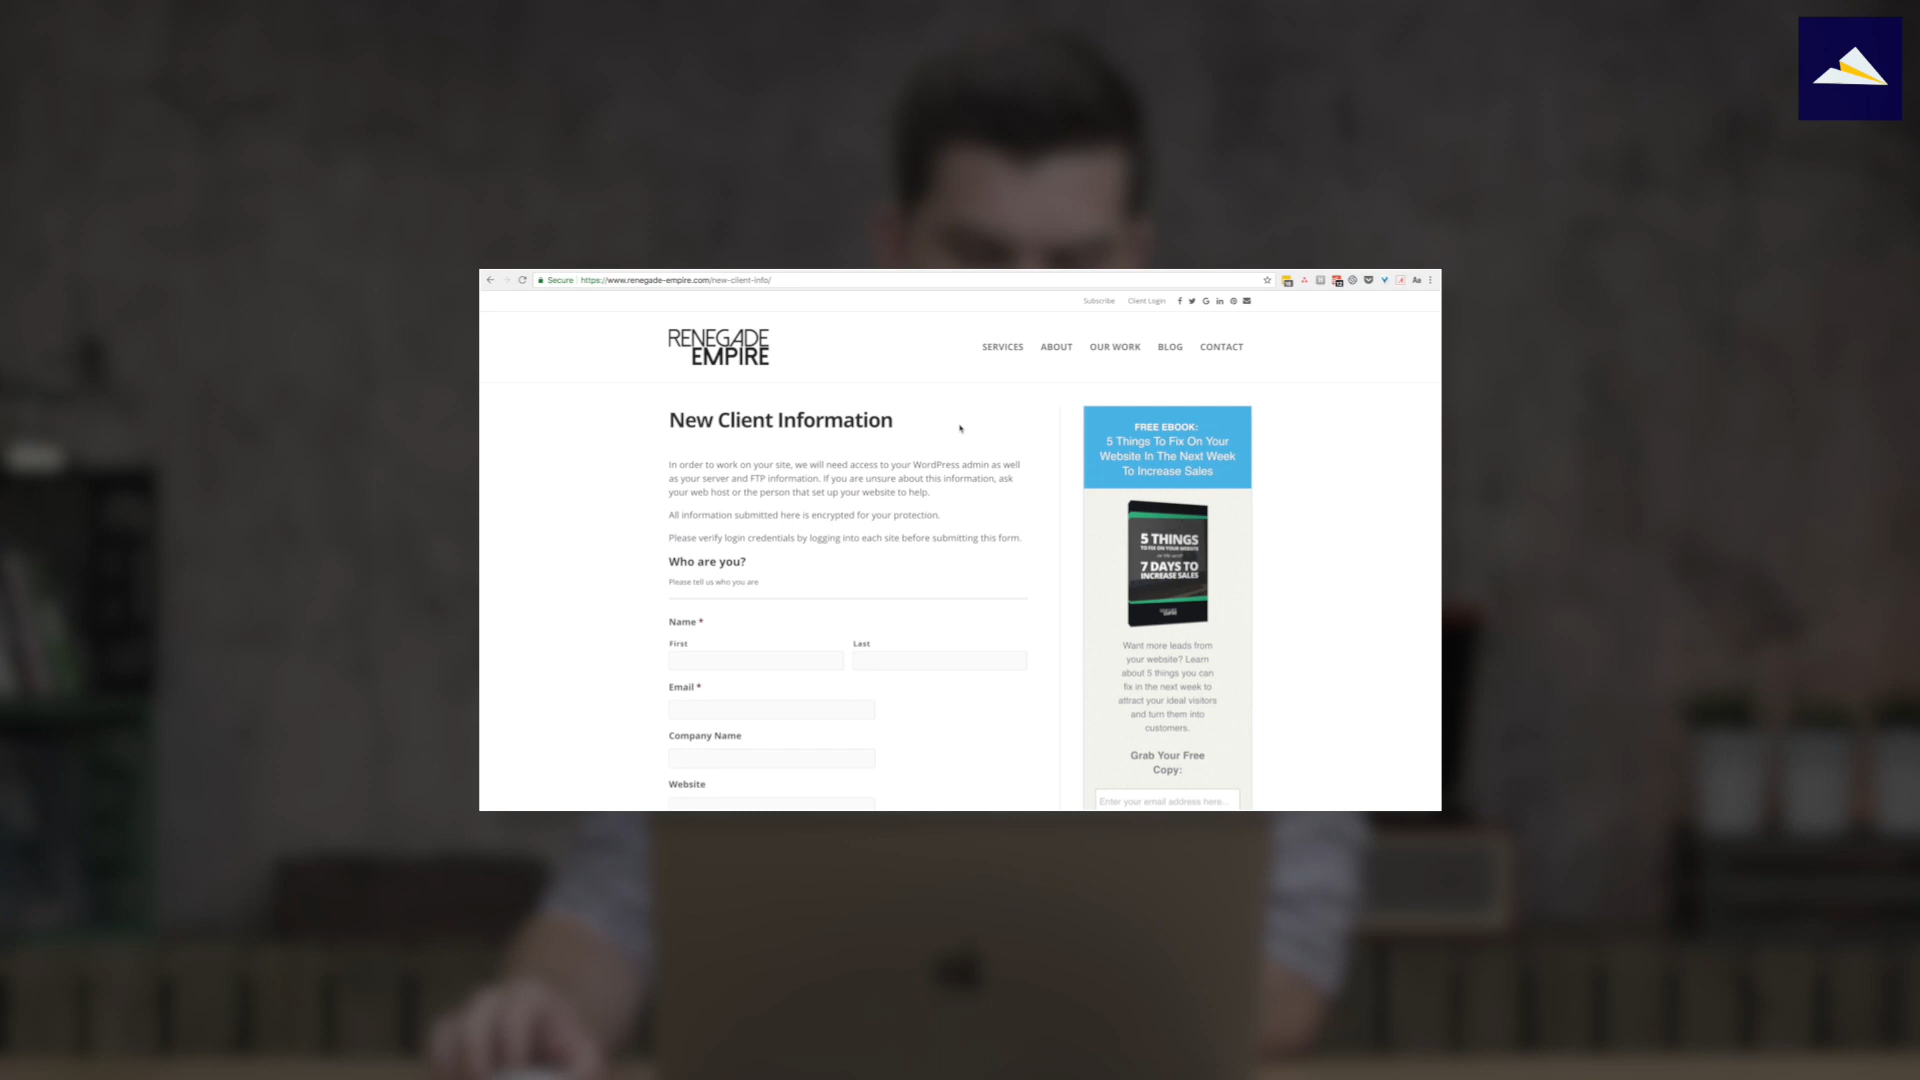 Secure https://www.renegade-empire.com/new-client-info/
Subscribe Client Login
RENEGADE
EMPIRE
SERVICES ABOUT OUR WORK BLOG CONTACT
New Client Information
In order to work on your site, we will need access to your WordPress admin as well
as your server and FTP information. If you are unsure about this information, ask
your web host or the person that set up your website to help.
All information submitted here is encrypted for your protection.
Please verify login credentials by logging into each site before submitting this form.
Who are you?
Please tell us who you are
Name *
First Last
Email *
Company Name
Website
FREE EBOOK:
5 Things To Fix On Your
Website In The Next Week
To Increase Sales
5 THINGS
TO FIX ON YOUR WEBSITE
7 DAYS TO
INCREASE SALES
Want more leads from
your website? Learn
about 5 things you can
fix in the next week to
attract your ideal visitors
and turn them into
customers.
Grab Your Free
Copy:
Enter your email address here...